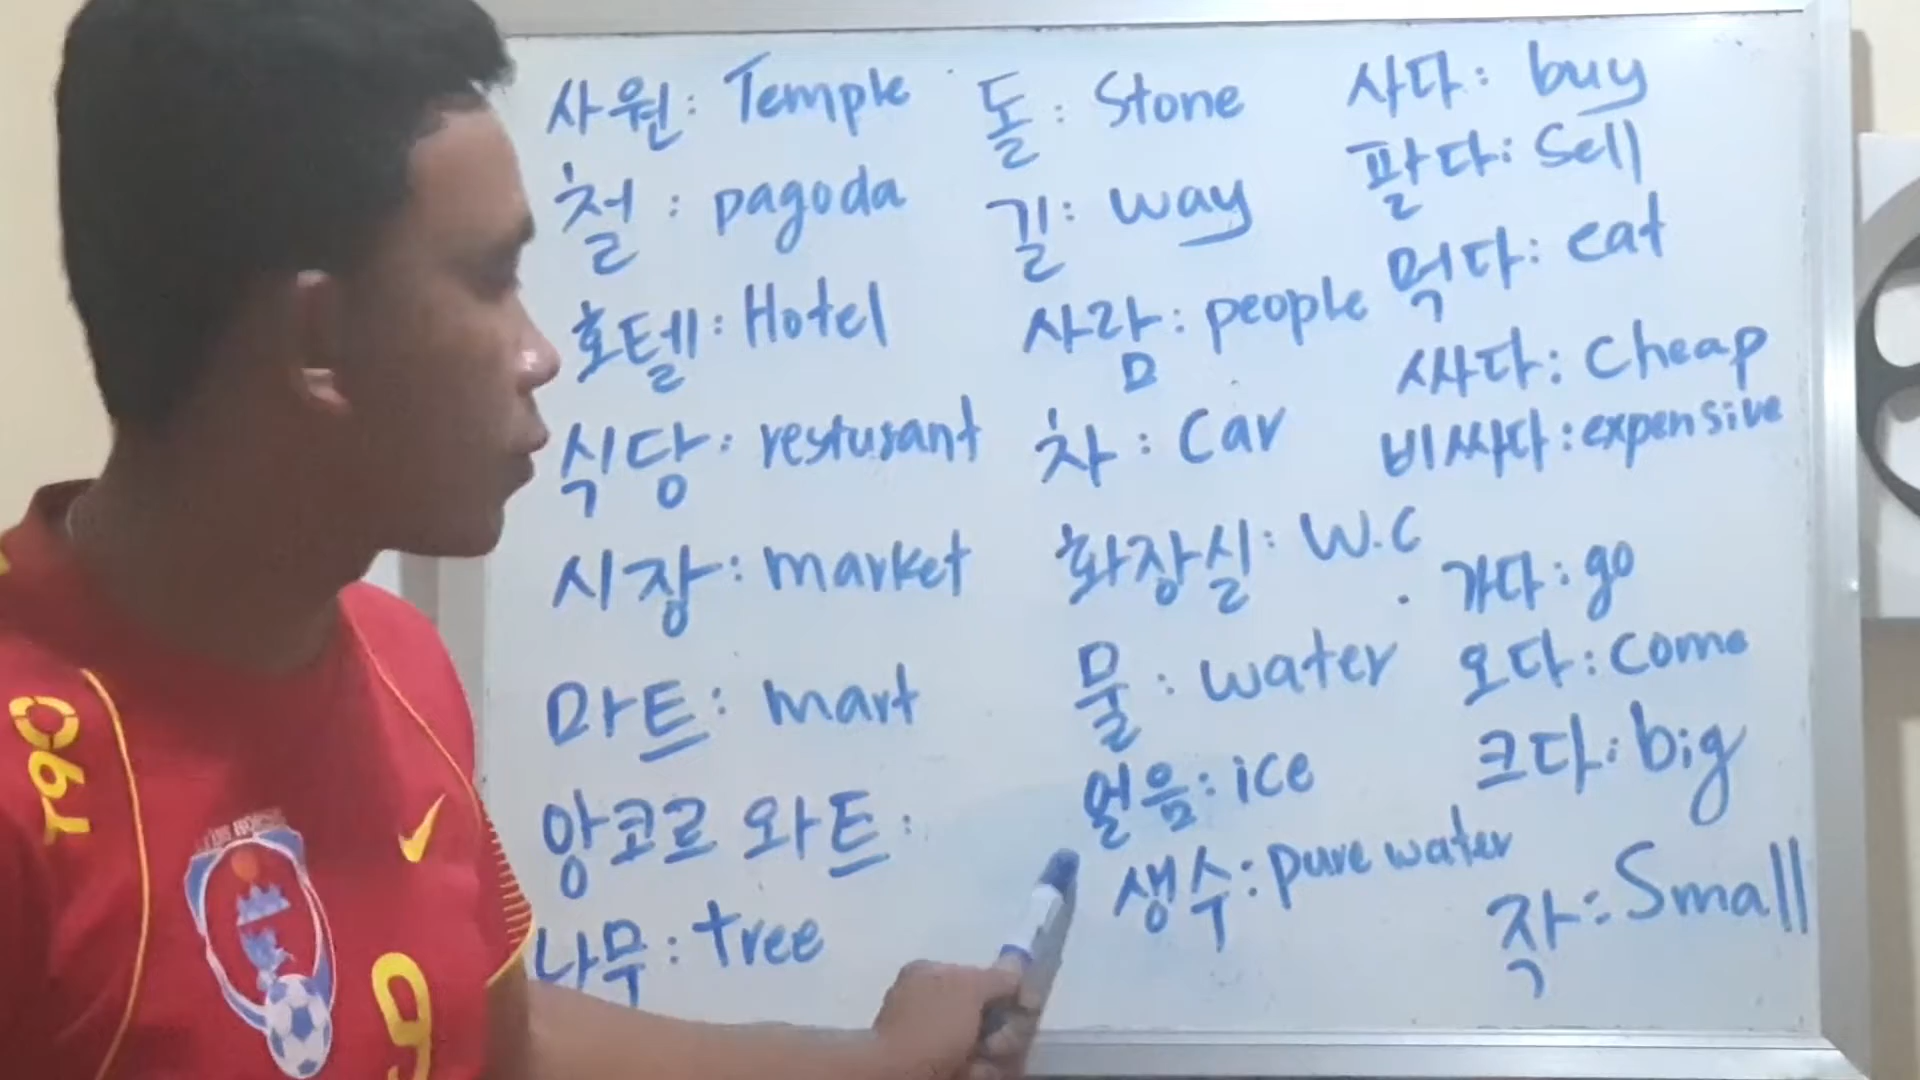 사원: Temple
철: pagoda
호텔: Hotel
식당: restusant
시장: market
마트: mart
앙코르 와트:
나무: tree
돌: Stone
길: way
사람: people
차: Car
화장실: W.C
물: water
얼음: ice
생수: pure water
사다: buy
팔다: Sell
먹다: eat
싸다: Cheap
비싸다: expensive
가다: go
오다: come
크다: big
작: Small
T90
9